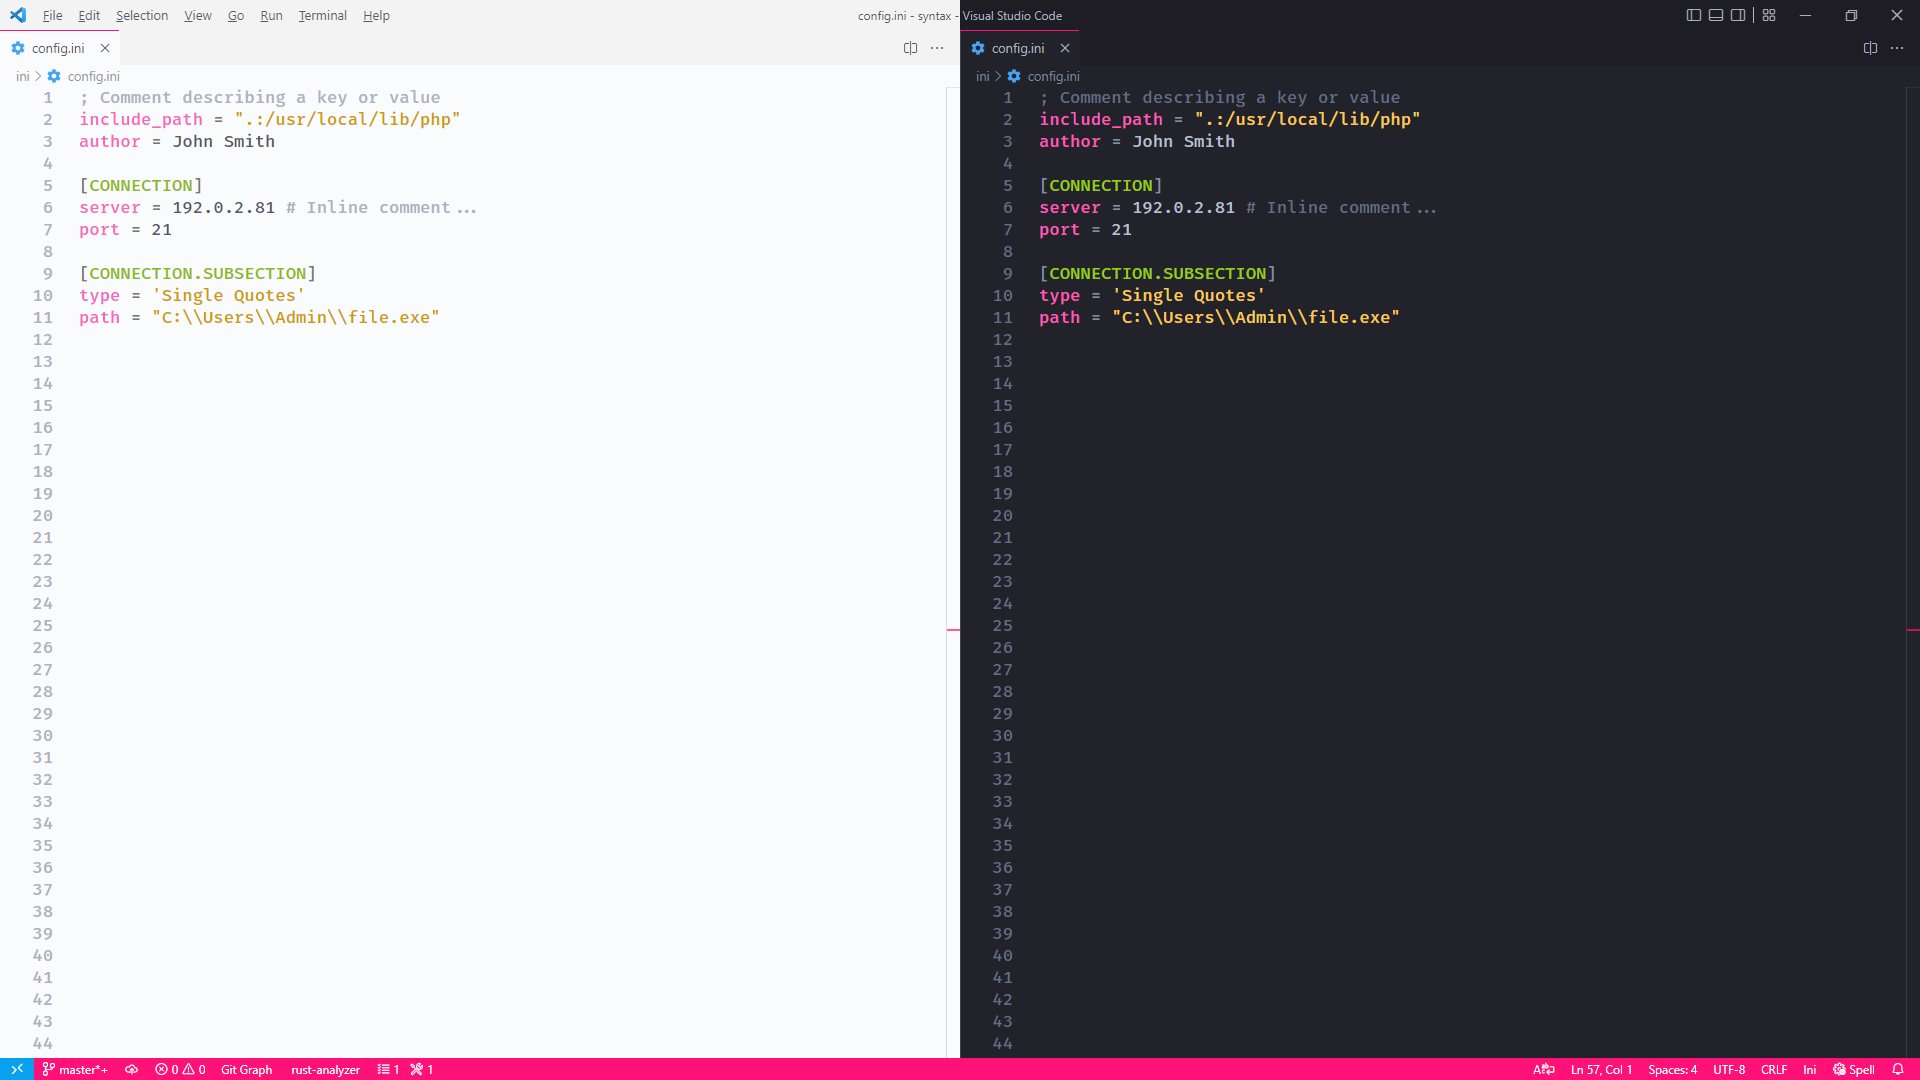 File Edit Selection View Go Run Terminal Help config.ini - syntax - Visual Studio Code
config.ini
ini > config.ini
1 ; Comment describing a key or value
2 include_path = ".:/usr/local/lib/php"
3 author = John Smith
4
5 [CONNECTION]
6 server = 192.0.2.81 # Inline comment...
7 port = 21
8
9 [CONNECTION.SUBSECTION]
10 type = 'Single Quotes'
11 path = "C:\\Users\\Admin\\file.exe"
12
13
14
15
16
17
18
19
20
21
22
23
24
25
26
27
28
29
30
31
32
33
34
35
36
37
38
39
40
41
42
43
44
config.ini
ini > config.ini
1 ; Comment describing a key or value
2 include_path = ".:/usr/local/lib/php"
3 author = John Smith
4
5 [CONNECTION]
6 server = 192.0.2.81 # Inline comment...
7 port = 21
8
9 [CONNECTION.SUBSECTION]
10 type = 'Single Quotes'
11 path = "C:\\Users\\Admin\\file.exe"
12
13
14
15
16
17
18
19
20
21
22
23
24
25
26
27
28
29
30
31
32
33
34
35
36
37
38
39
40
41
42
43
44
master*+ 0 0 Git Graph rust-analyzer 1 1 Ln 57, Col 1 Spaces: 4 UTF-8 CRLF Ini Spell